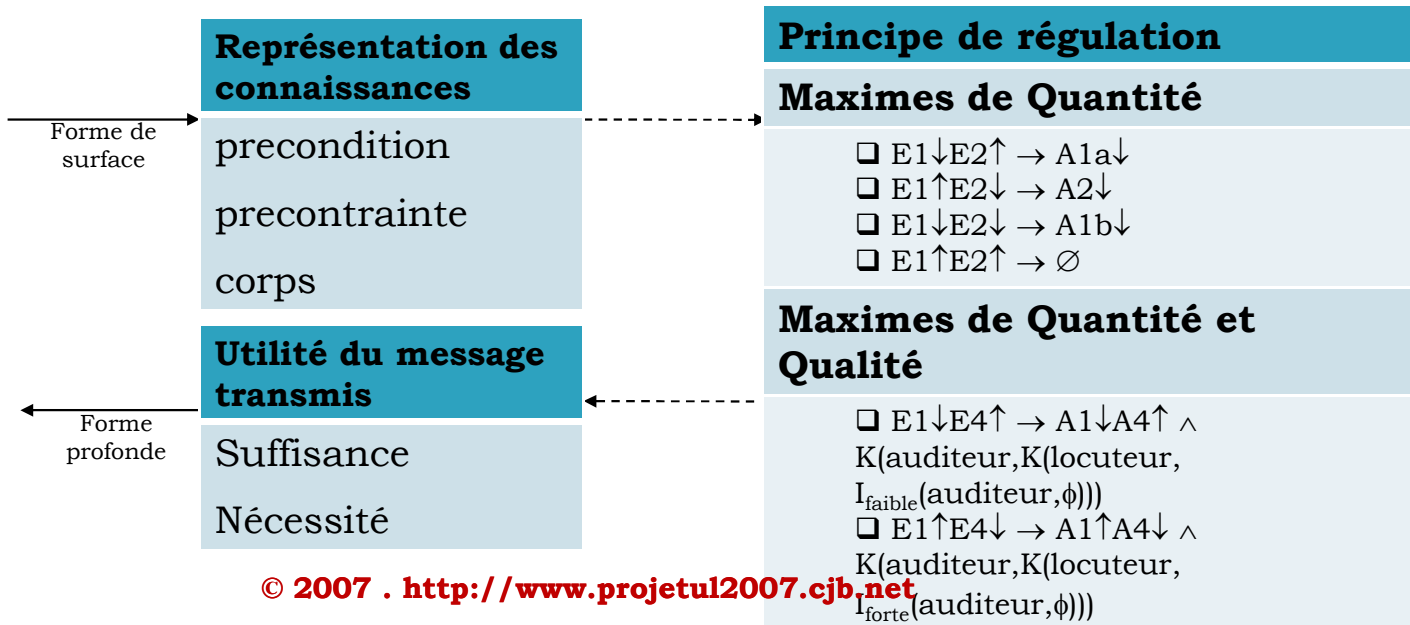 Forme de
surface
Représentation des
connaissances
precondition
precontrainte
corps
Principe de régulation
Maximes de Quantité
❑ E1↓E2↑ → A1a↓
❑ E1↑E2↓ → A2↓
❑ E1↓E2↓ → A1b↓
❑ E1↑E2↑ → ∅
Maximes de Quantité et
Qualité
❑ E1↓E4↑ → A1↓A4↑ ∧
K(auditeur,K(locuteur,
I_faible(auditeur,ϕ)))
❑ E1↑E4↓ → A1↑A4↓ ∧
K(auditeur,K(locuteur,
I_forte(auditeur,ϕ)))
Utilité du message
transmis
Suffisance
Nécessité
Forme
profonde
© 2007 . http://www.projetul2007.cjb.net